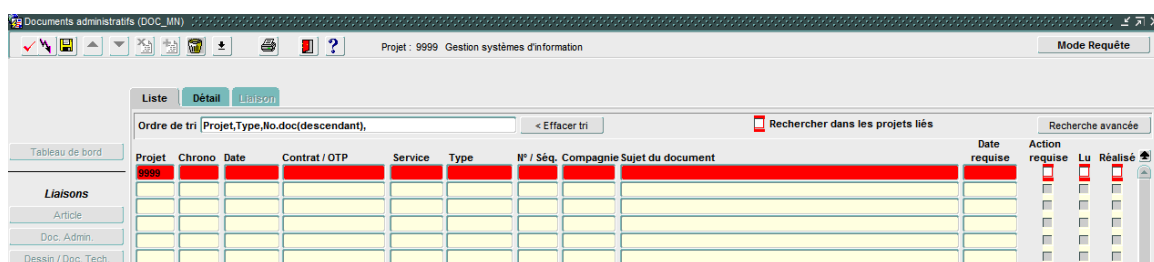 Documents administratifs (DOC_MN)
Projet : 9999 Gestion systèmes d'information
Mode Requête
Liste Détail Liaison
Ordre de tri Projet,Type,No.doc(descendant), < Effacer tri Rechercher dans les projets liés Recherche avancée
Tableau de bord
Projet Chrono Date Contrat / OTP Service Type Nº / Séq. Compagnie Sujet du document Date requise Action requise Lu Réalisé
9999
Liaisons
Article
Doc. Admin.
Dessin / Doc. Tech.